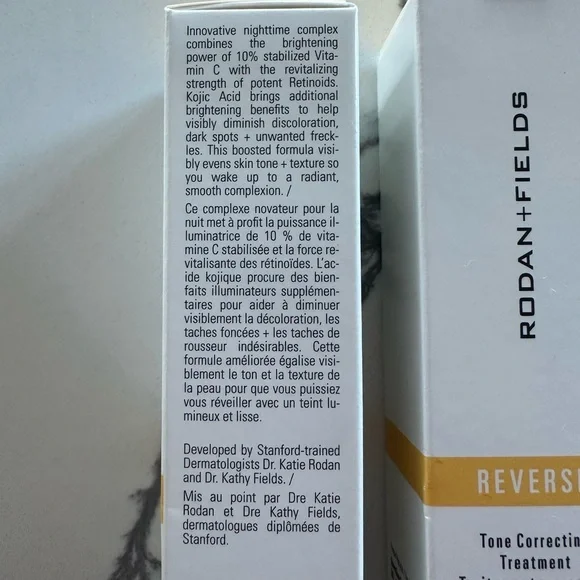 Innovative nighttime complex
combines the brightening
power of 10% stabilized Vita-
min C with the revitalizing
strength of potent Retinoids.
Kojic Acid brings additional
brightening benefits to help
visibly diminish discoloration,
dark spots + unwanted freck-
les. This boosted formula visi-
bly evens skin tone + texture so
you wake up to a radiant,
smooth complexion. /
Ce complexe novateur pour la
nuit met à profit la puissance il-
luminatrice de 10 % de vita-
mine C stabilisée et la force re-
vitalisante des rétinoïdes. L'ac-
ide kojique procure des bien-
faits illuminateurs supplémen-
taires pour aider à diminuer
visiblement la décoloration, les
taches foncées + les taches de
rousseur indésirables. Cette
formule améliorée égalise visi-
blement le ton et la texture de
la peau pour que vous puissiez
vous réveiller avec un teint lu-
mineux et lisse.
Developed by Stanford-trained
Dermatologists Dr. Katie Rodan
and Dr. Kathy Fields. /
Mis au point par Dre Katie
Rodan et Dre Kathy Fields,
dermatologues diplômées de
Stanford.
RODAN+FIELDS
REVERS
Tone Correctin
Treatment